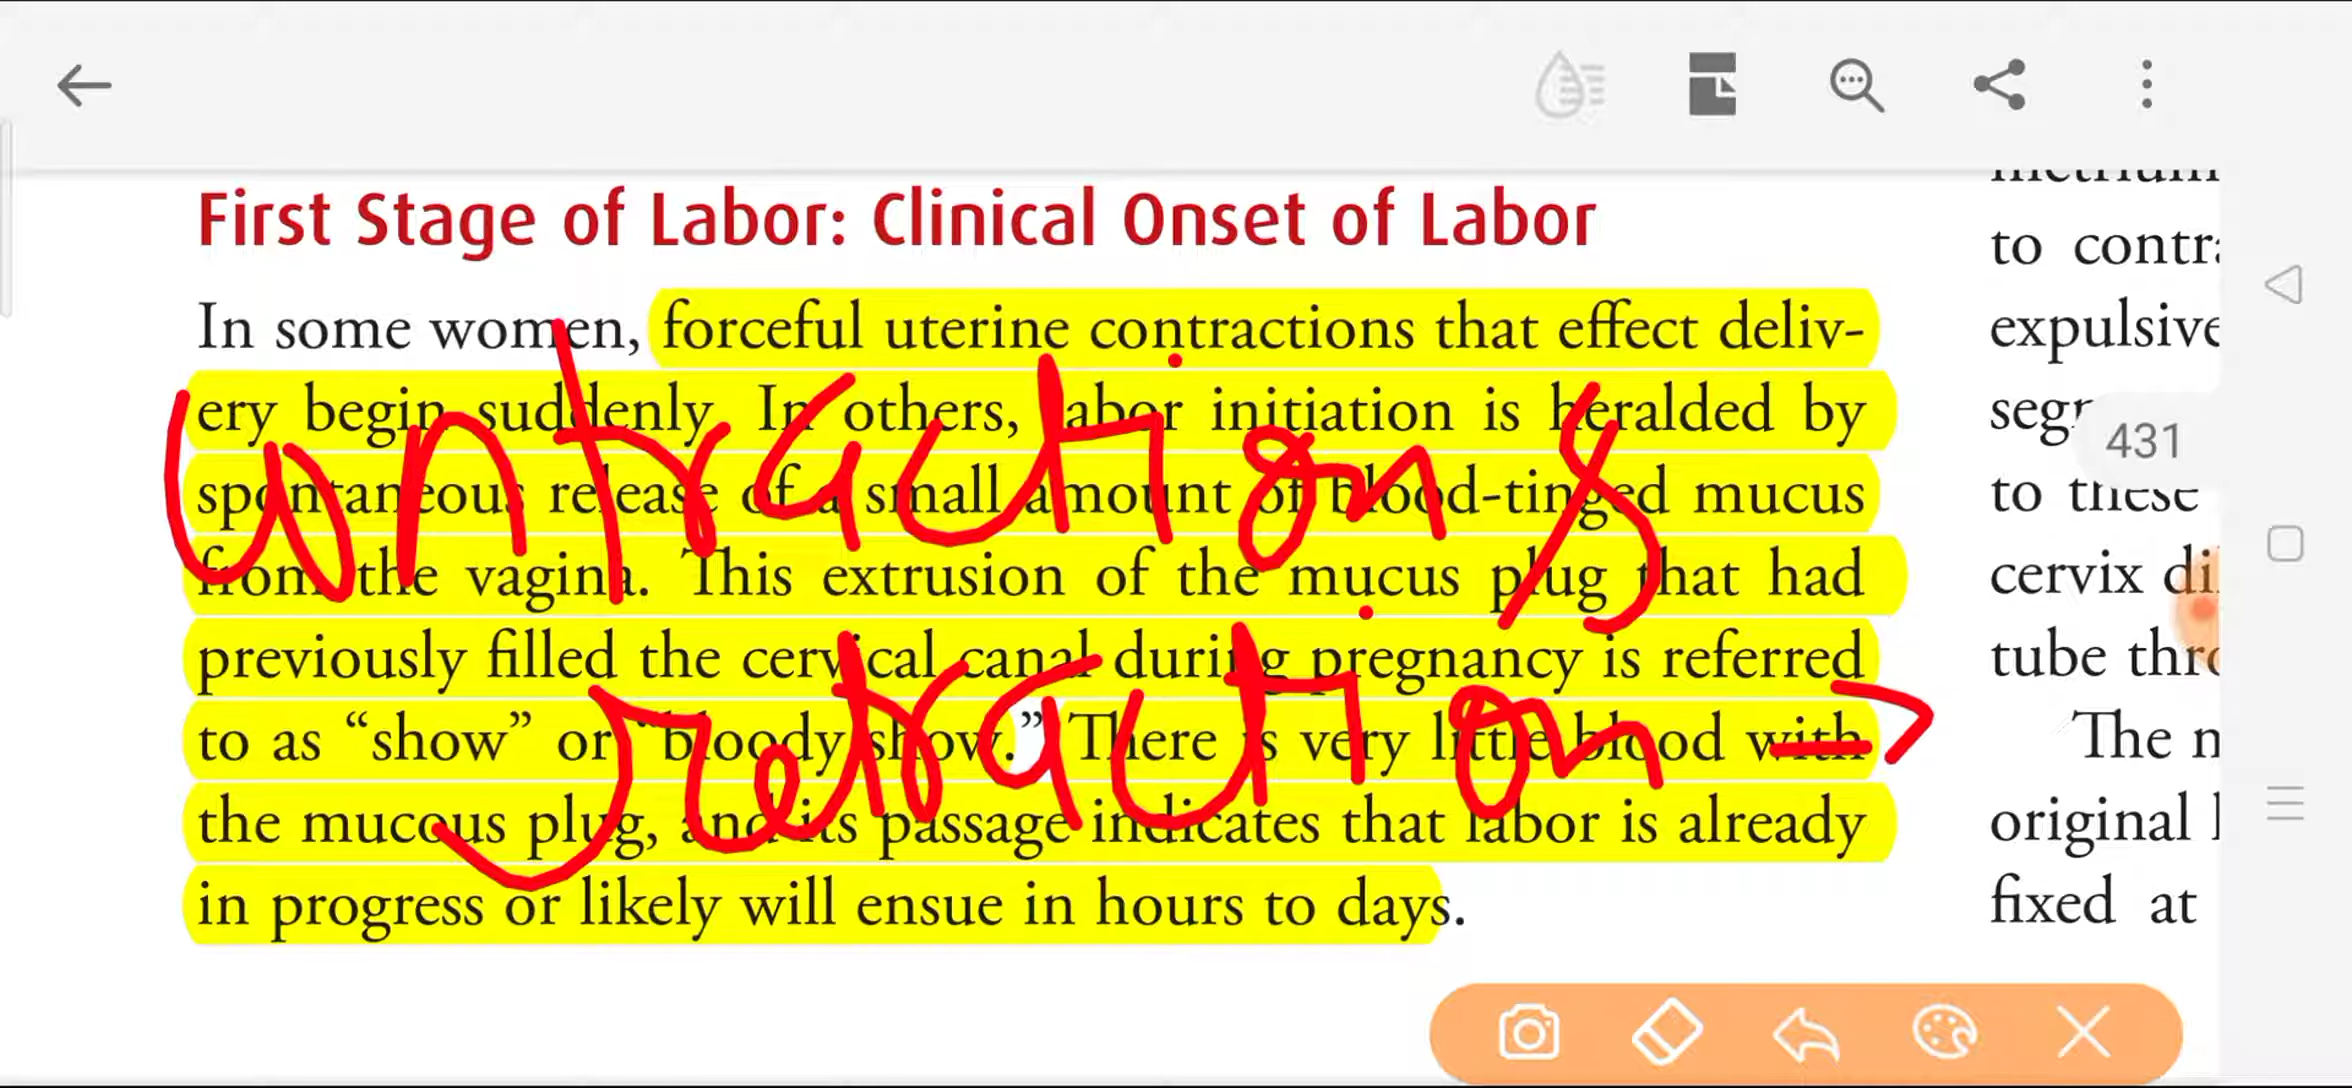 First Stage of Labor: Clinical Onset of Labor
In some women, forceful uterine contractions that effect deliv-
ery begin suddenly. In others, labor initiation is heralded by
spontaneous release of a small amount of blood-tinged mucus
from the vagina. This extrusion of the mucus plug that had
previously filled the cervical canal during pregnancy is referred
to as “show” or “bloody show.” There is very little blood with
the mucous plug, and its passage indicates that labor is already
in progress or likely will ensue in hours to days.
contractions &
retraction →
to contr
expulsive
seg
to these
cervix di
tube thr
The
original
fixed at
431